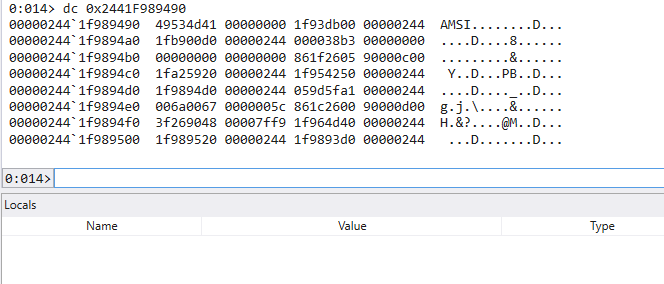 0:014> dc 0x2441F989490
00000244`1f989490  49534d41 00000000 1f93db00 00000244  AMSI........D...
00000244`1f9894a0  1fb900d0 00000244 000038b3 00000000  ....D....8......
00000244`1f9894b0  00000000 00000000 861f2605 90000c00  .........&......
00000244`1f9894c0  1fa25920 00000244 1f954250 00000244   Y..D...PB..D...
00000244`1f9894d0  1f9894d0 00000244 059d5fa1 00000244  ....D...._..D...
00000244`1f9894e0  006a0067 0000005c 861c2600 90000d00  g.j.\....&......
00000244`1f9894f0  3f269048 00007ff9 1f964d40 00000244  H.&?....@M..D...
00000244`1f989500  1f989520 00000244 1f9893d0 00000244   ...D.......D...
0:014>
Locals
Name Value Type